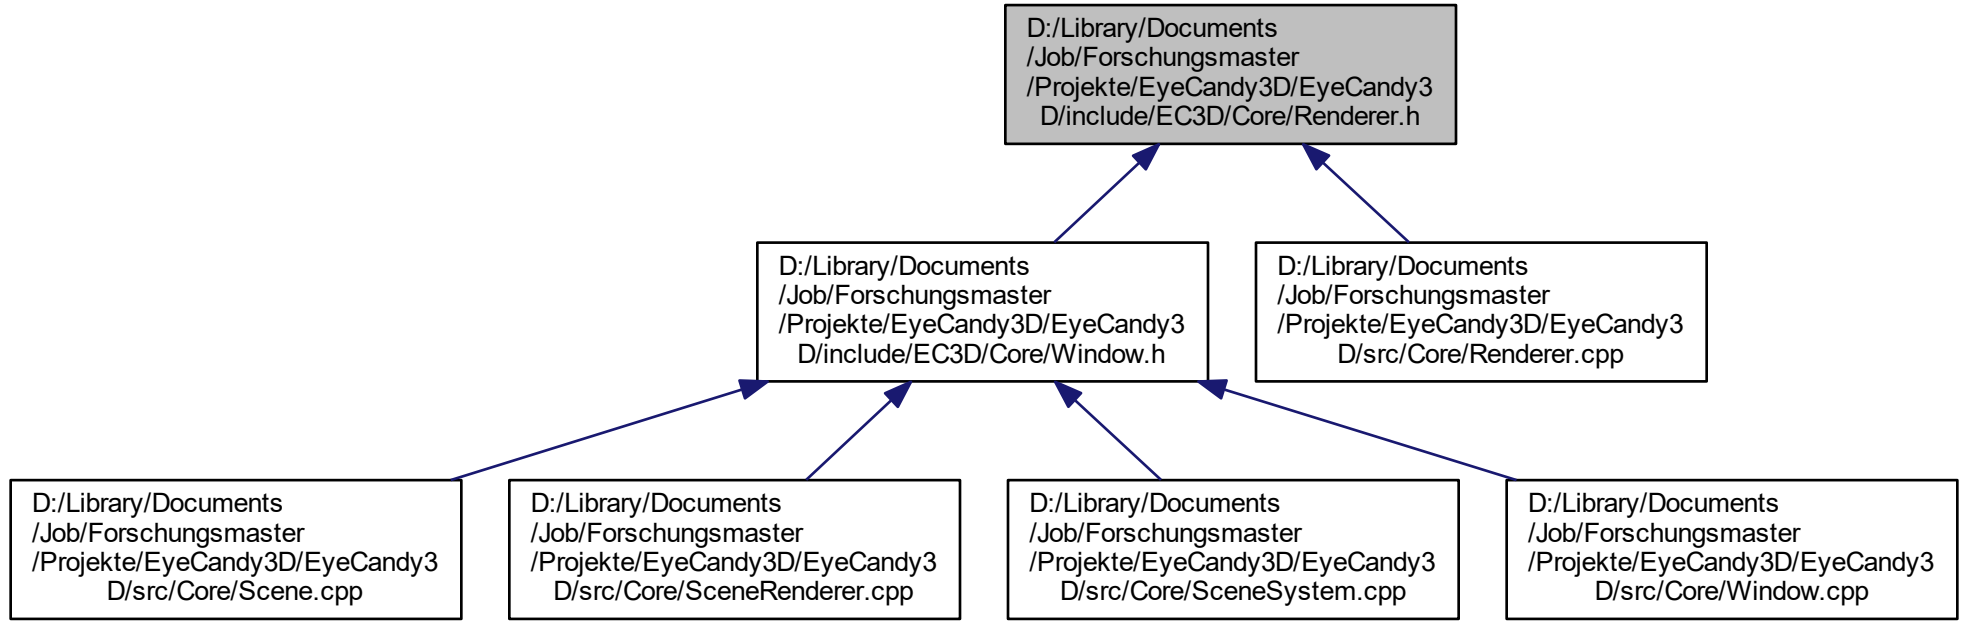 D:/Library/Documents
/Job/Forschungsmaster
/Projekte/EyeCandy3D/EyeCandy3
D/include/EC3D/Core/Renderer.h
D:/Library/Documents
/Job/Forschungsmaster
/Projekte/EyeCandy3D/EyeCandy3
D/include/EC3D/Core/Window.h
D:/Library/Documents
/Job/Forschungsmaster
/Projekte/EyeCandy3D/EyeCandy3
D/src/Core/Renderer.cpp
D:/Library/Documents
/Job/Forschungsmaster
/Projekte/EyeCandy3D/EyeCandy3
D/src/Core/Scene.cpp
D:/Library/Documents
/Job/Forschungsmaster
/Projekte/EyeCandy3D/EyeCandy3
D/src/Core/SceneRenderer.cpp
D:/Library/Documents
/Job/Forschungsmaster
/Projekte/EyeCandy3D/EyeCandy3
D/src/Core/SceneSystem.cpp
D:/Library/Documents
/Job/Forschungsmaster
/Projekte/EyeCandy3D/EyeCandy3
D/src/Core/Window.cpp